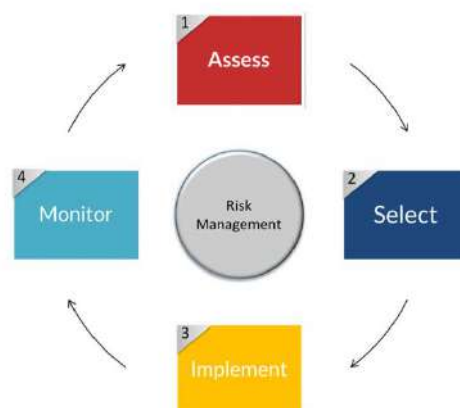 1
Assess
2
Select
3
Implement
4
Monitor
Risk
Management